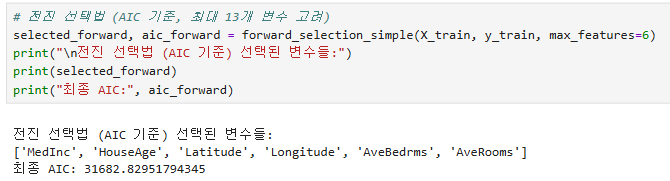 # 전진 선택법 (AIC 기준, 최대 13개 변수 고려)
selected_forward, aic_forward = forward_selection_simple(X_train, y_train, max_features=6)
print("\n전진 선택법 (AIC 기준) 선택된 변수들:")
print(selected_forward)
print("최종 AIC:", aic_forward)
전진 선택법 (AIC 기준) 선택된 변수들:
['MedInc', 'HouseAge', 'Latitude', 'Longitude', 'AveBedrms', 'AveRooms']
최종 AIC: 31682.82951794345